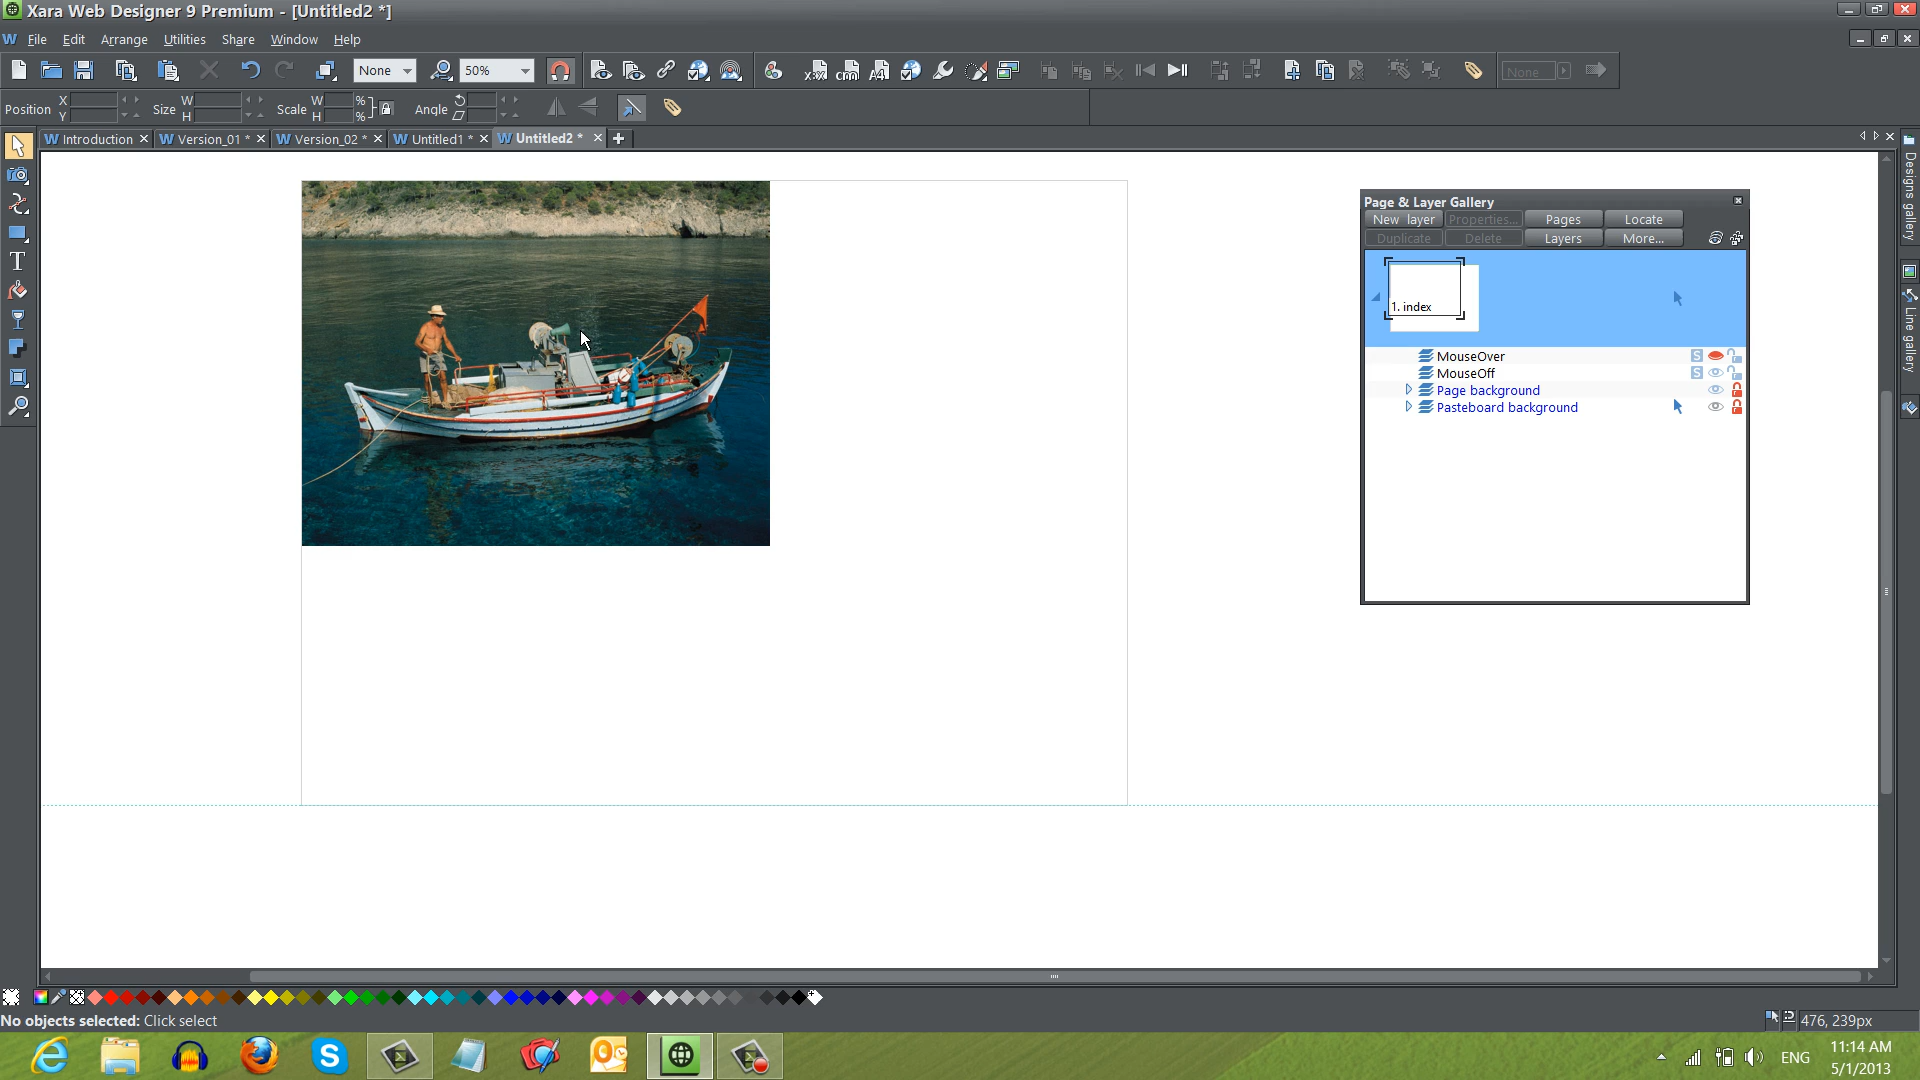 Xara Web Designer 9 Premium - [Untitled2 *]
File Edit Arrange Utilities Share Window Help
None 50% None
Position X Y Size W H Scale W H % % Angle
Introduction Version_01 * Version_02 * Untitled1 * Untitled2 *
Page & Layer Gallery
New layer Properties... Pages Locate
Duplicate Delete Layers More...
1. index
MouseOver S
MouseOff S
Page background
Pasteboard background
Designs gallery
Line gallery
No objects selected: Click select
476, 239px
ENG
11:14 AM
5/1/2013